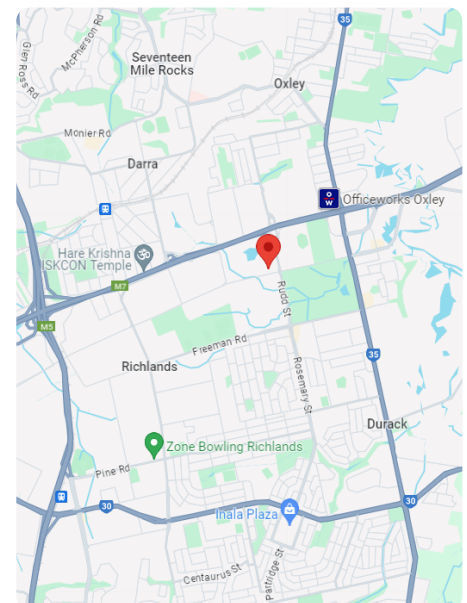 35
McPherson Rd
Glen Ross Rd
Seventeen
Mile Rocks
Oxley
Monier Rd
Darra
O
W
Officeworks Oxley
Hare Krishna
ISKCON Temple
M7
Rudd St
M5
Freeman Rd
Richlands
Rosemary St
35
Durack
Zone Bowling Richlands
Pine Rd
30
30
Inala Plaza
Centaurus St
Partridge St